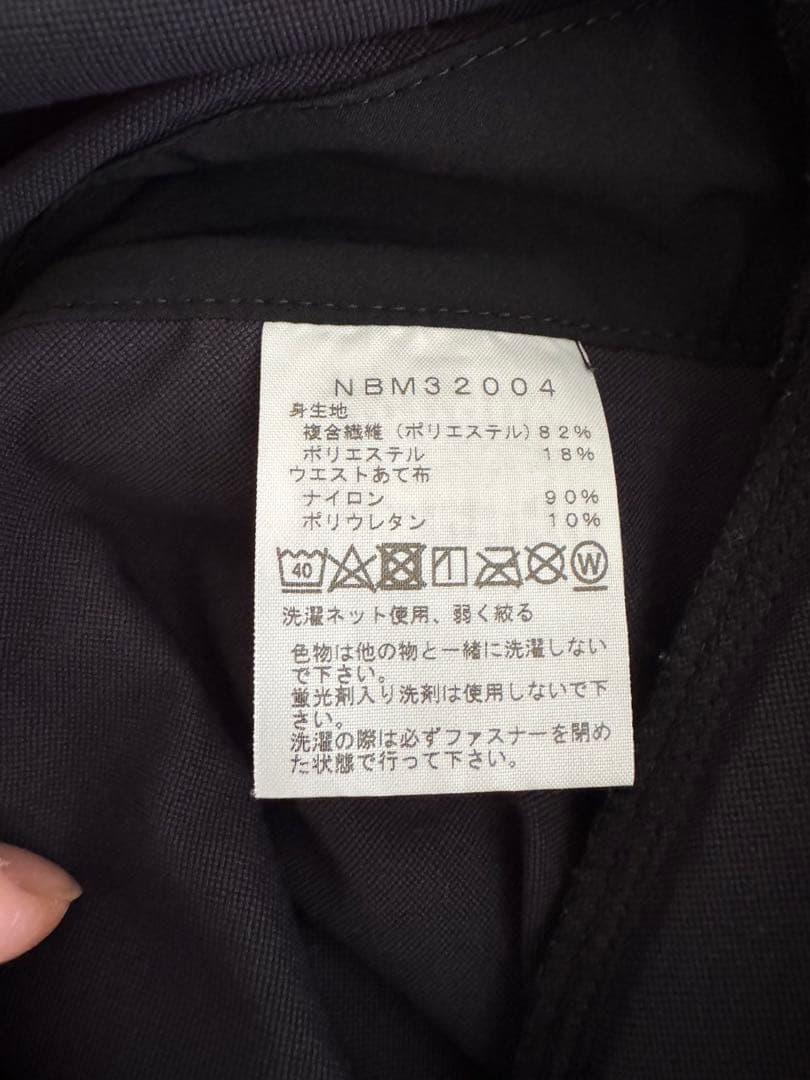 NBM32004
身生地
複合繊維(ポリエステル)82%
ポリエステル 18%
ウエストあて布
ナイロン 90%
ポリウレタン 10%
40 W
洗濯ネット使用、弱く絞る
色物は他の物と一緒に洗濯しない
で下さい。
蛍光剤入り洗剤は使用しないで下
さい。
洗濯の際は必ずファスナーを閉め
た状態で行って下さい。